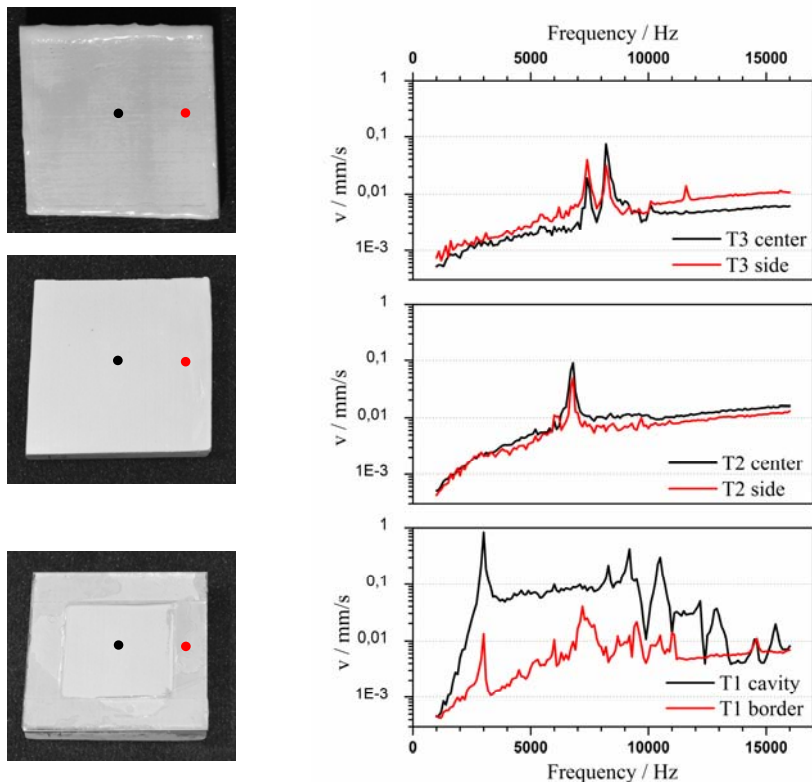 Frequency / Hz
0 5000 10000 15000
1
0,1
0,01
1E-3
v / mm/s
T3 center
T3 side
1
0,1
0,01
1E-3
v / mm/s
T2 center
T2 side
1
0,1
0,01
1E-3
v / mm/s
T1 cavity
T1 border
0 5000 10000 15000
Frequency / Hz